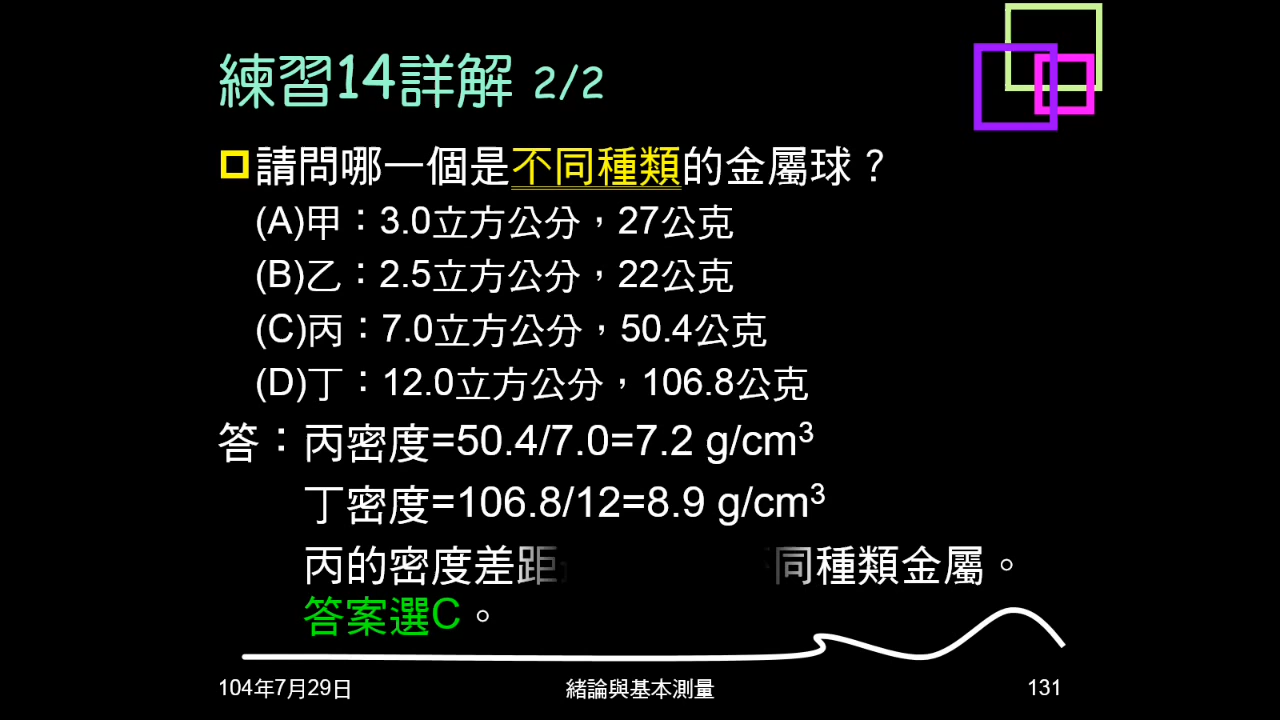 練習14詳解 2/2
請問哪一個是不同種類的金屬球？
(A)甲：3.0立方公分，27公克
(B)乙：2.5立方公分，22公克
(C)丙：7.0立方公分，50.4公克
(D)丁：12.0立方公分，106.8公克
答：丙密度=50.4/7.0=7.2 g/cm³
丁密度=106.8/12=8.9 g/cm³
丙的密度差距 同種類金屬。
答案選C。
104年7月29日 緒論與基本測量 131